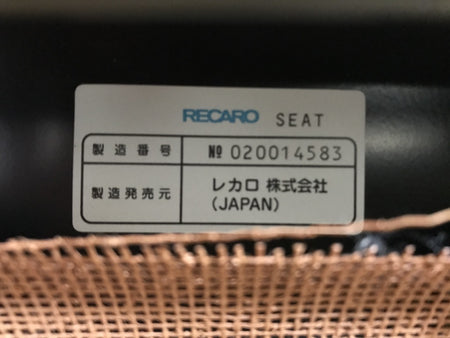 RECARO SEAT
製造番号 № 020014583
製造発売元 レカロ 株式会社
(JAPAN)